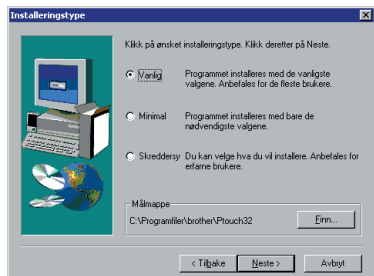 Installeringstype
Klikk på ønsket installeringstype. Klikk deretter på Neste.
Vanlig Programmet installeres med de vanligste
valgene. Anbefales for de fleste brukere.
Minimal Programmet installeres med bare de
nødvendigste valgene.
Skreddersy Du kan velge hva du vil installere. Anbefales for
erfarne brukere.
Målmappe
C:\Programfiler\brother\Ptouch32 Finn...
< Tilbake Neste > Avbryt